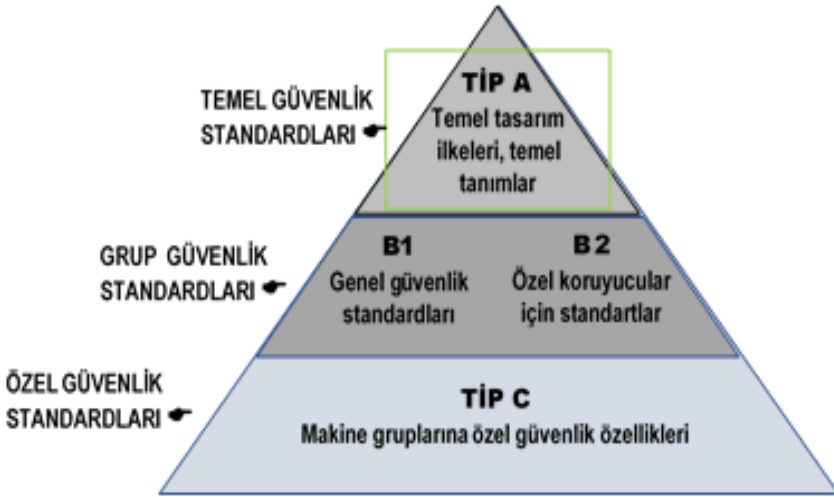 TEMEL GÜVENLİK
STANDARDLARI
TİP A
Temel tasarım
ilkeleri, temel
tanımlar
GRUP GÜVENLİK
STANDARDLARI
B1
Genel güvenlik
standardları
B2
Özel koruyucular
için standartlar
ÖZEL GÜVENLİK
STANDARDLARI
TİP C
Makine gruplarına özel güvenlik özellikleri